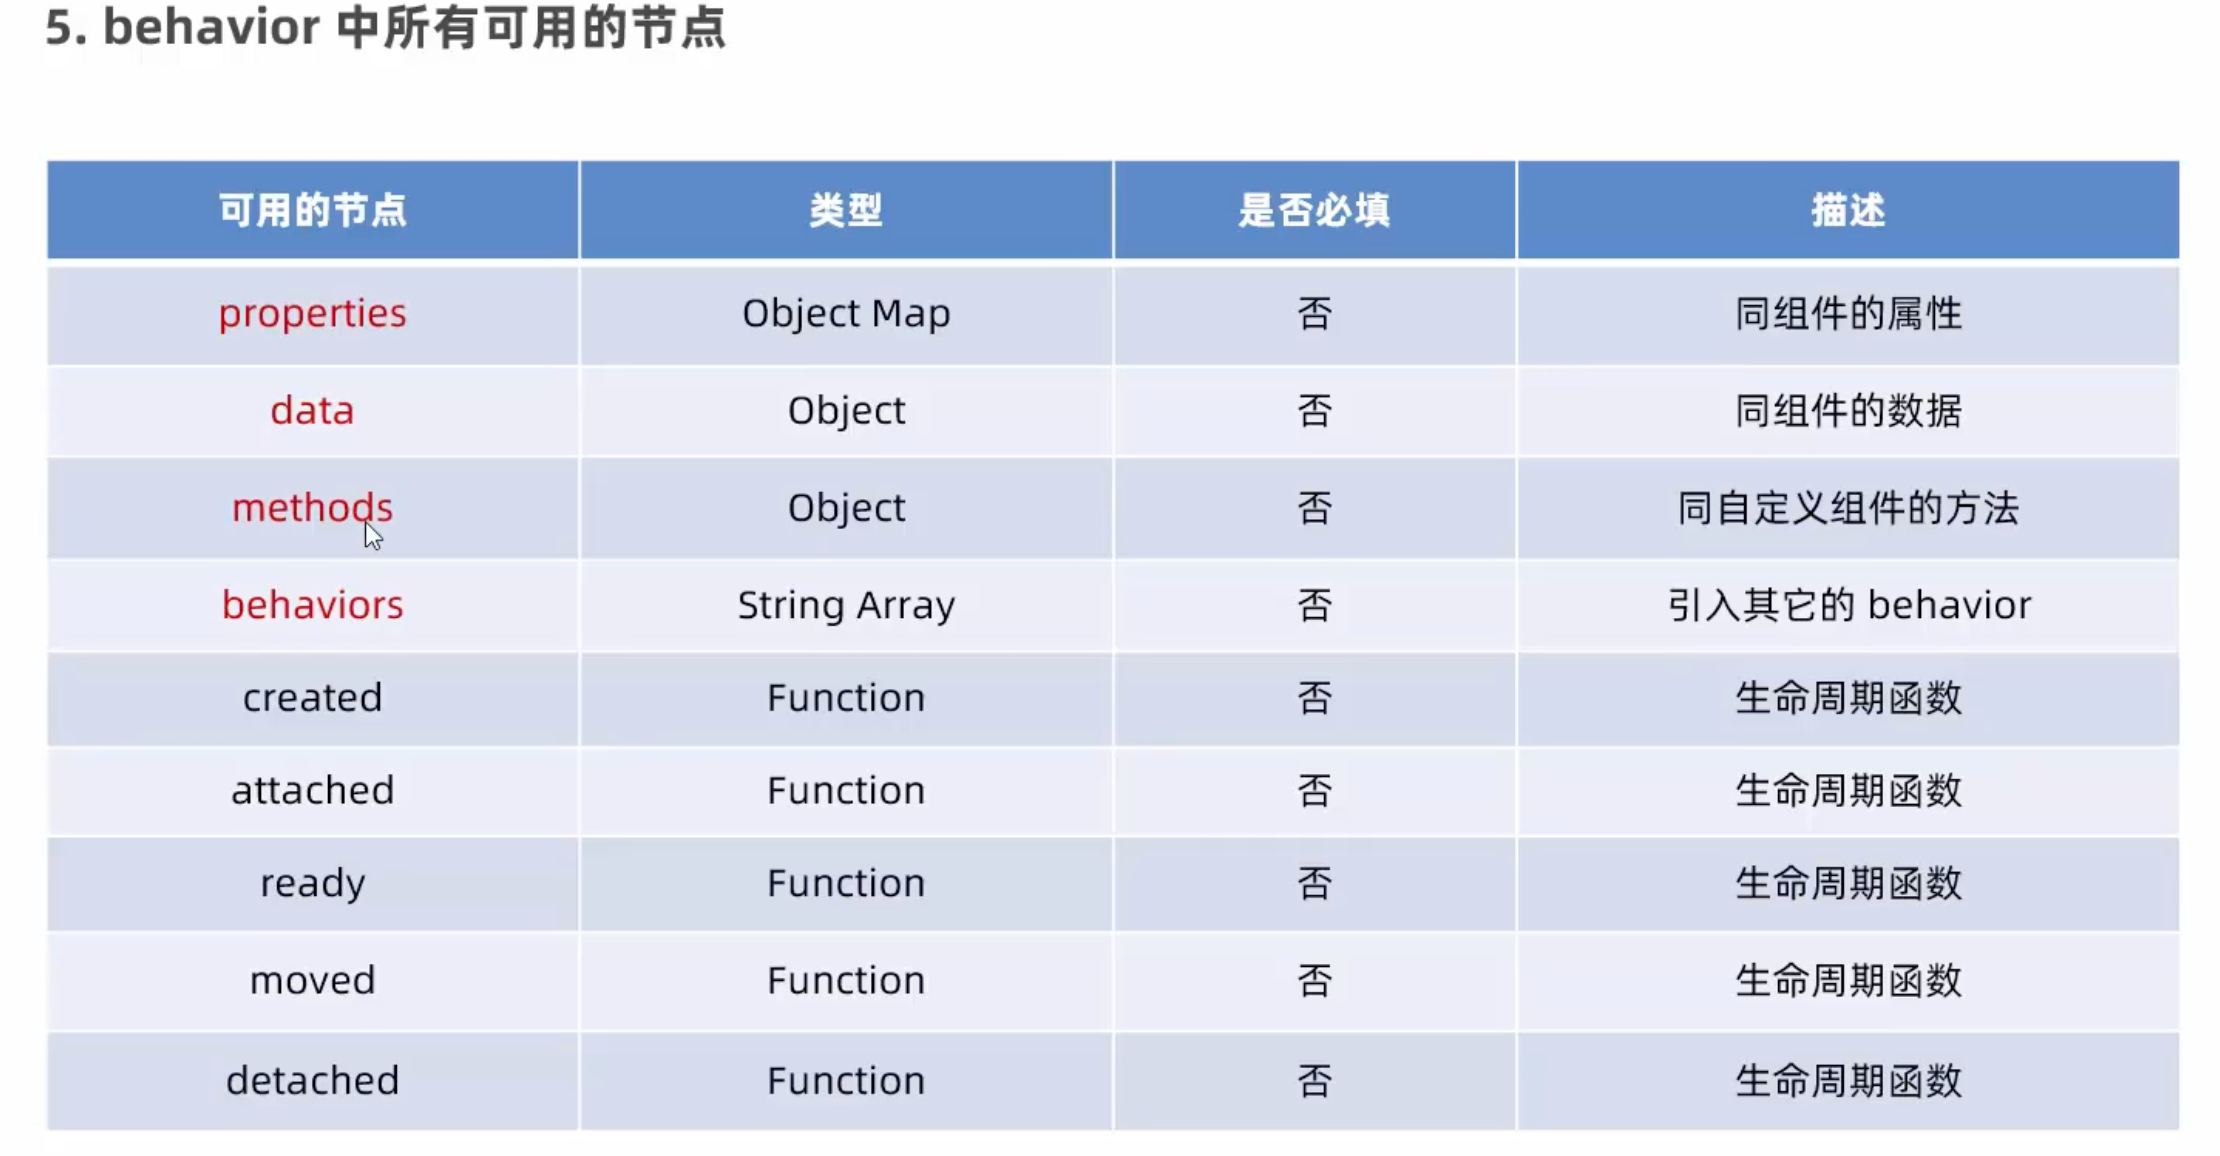 5. behavior 中所有可用的节点
可用的节点 类型 是否必填 描述
properties Object Map 否 同组件的属性
data Object 否 同组件的数据
methods Object 否 同自定义组件的方法
behaviors String Array 否 引入其它的 behavior
created Function 否 生命周期函数
attached Function 否 生命周期函数
ready Function 否 生命周期函数
moved Function 否 生命周期函数
detached Function 否 生命周期函数